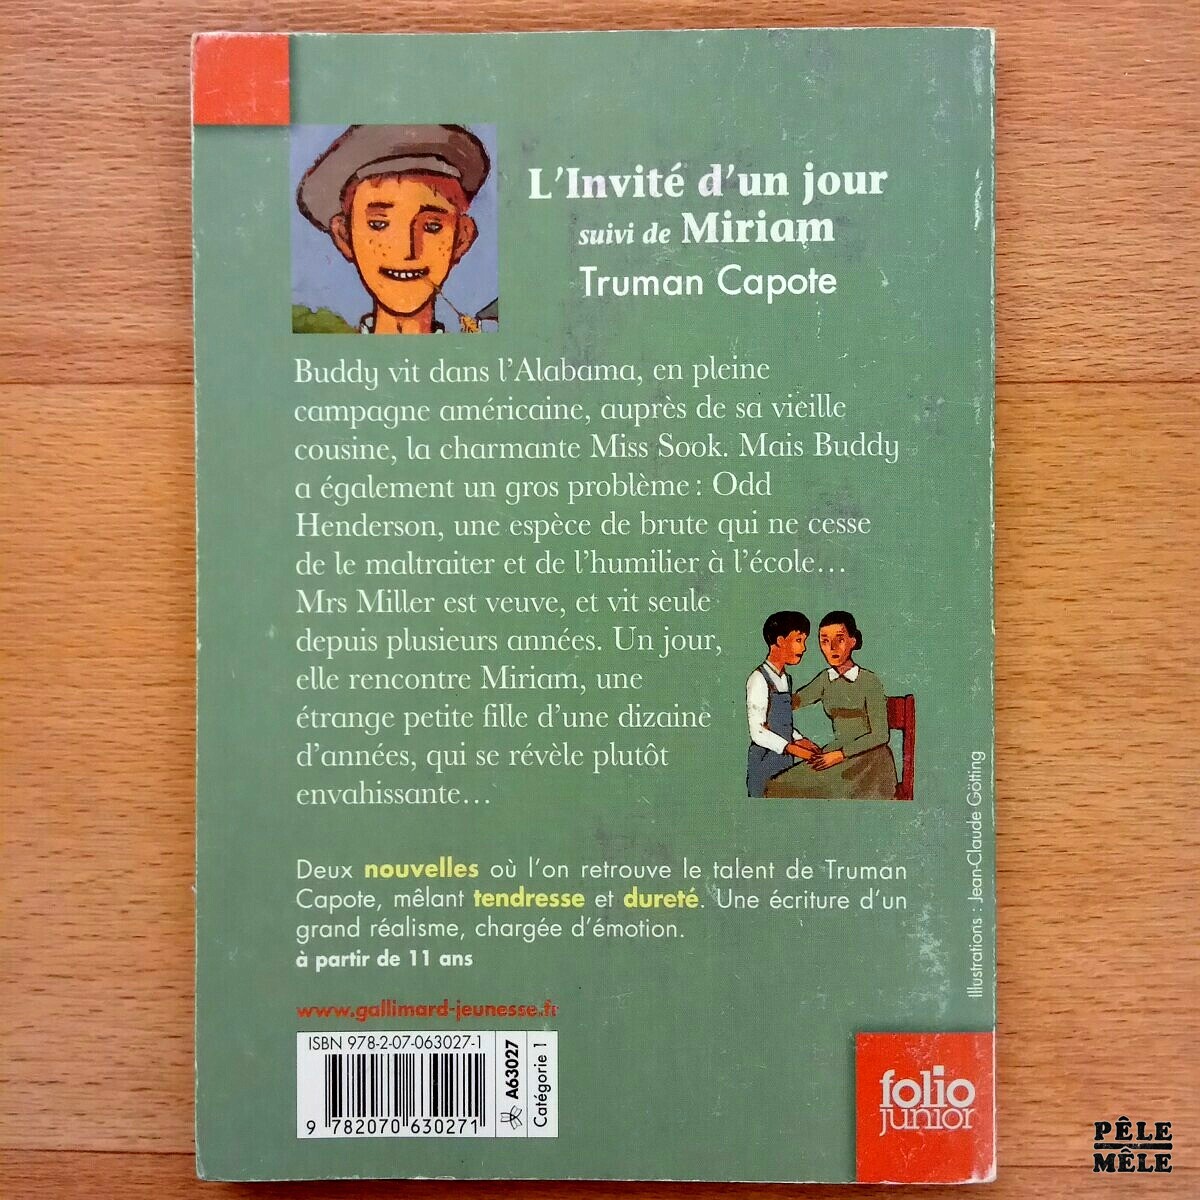 L'Invité d'un jour
suivi de Miriam
Truman Capote
Buddy vit dans l'Alabama, en pleine
campagne américaine, auprès de sa vieille
cousine, la charmante Miss Sook. Mais Buddy
a également un gros problème : Odd
Henderson, une espèce de brute qui ne cesse
de le maltraiter et de l'humilier à l'école...
Mrs Miller est veuve, et vit seule
depuis plusieurs années. Un jour,
elle rencontre Miriam, une
étrange petite fille d'une dizaine
d'années, qui se révèle plutôt
envahissante...
Deux nouvelles où l'on retrouve le talent de Truman
Capote, mêlant tendresse et dureté. Une écriture d'un
grand réalisme, chargée d'émotion.
à partir de 11 ans
www.gallimard-jeunesse.fr
ISBN 978-2-07-063027-1
9 782070 630271
A63027
Catégorie 1
Illustrations : Jean-Claude Götting
folio
junior
PÊLE
MÊLE